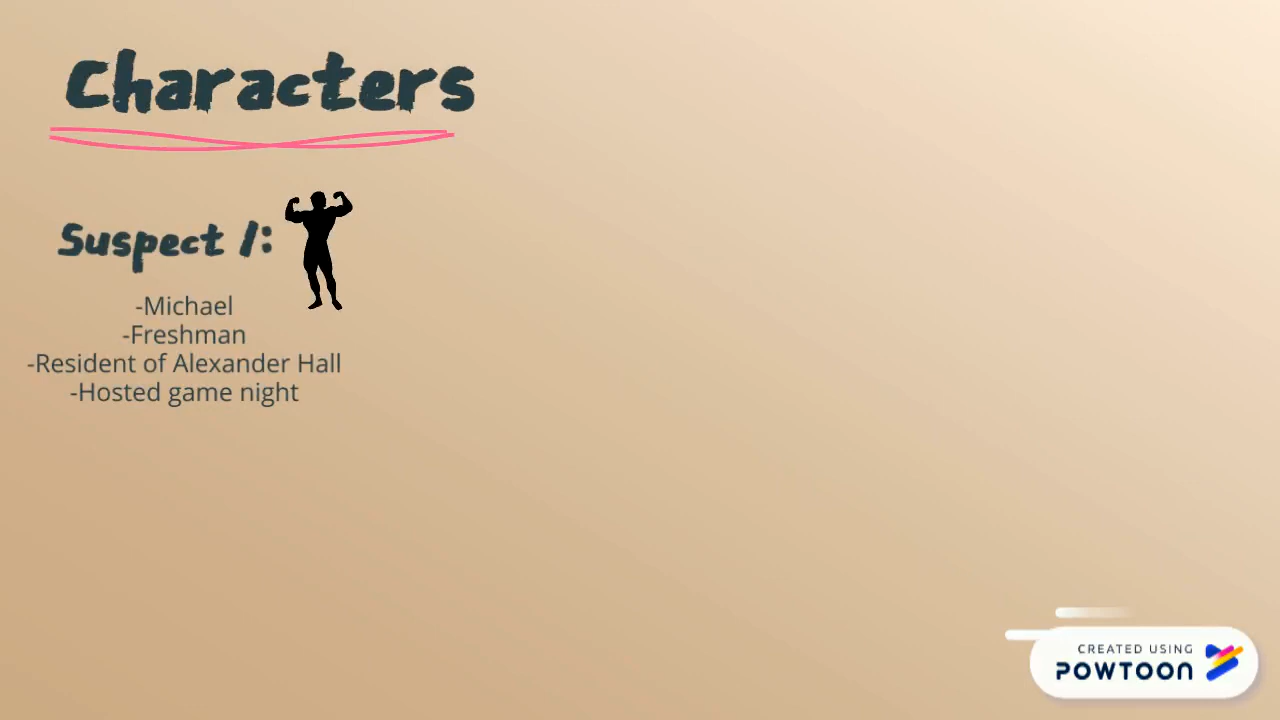 Characters
Suspect 1:
-Michael
-Freshman
-Resident of Alexander Hall
-Hosted game night
CREATED USING
POWTOON